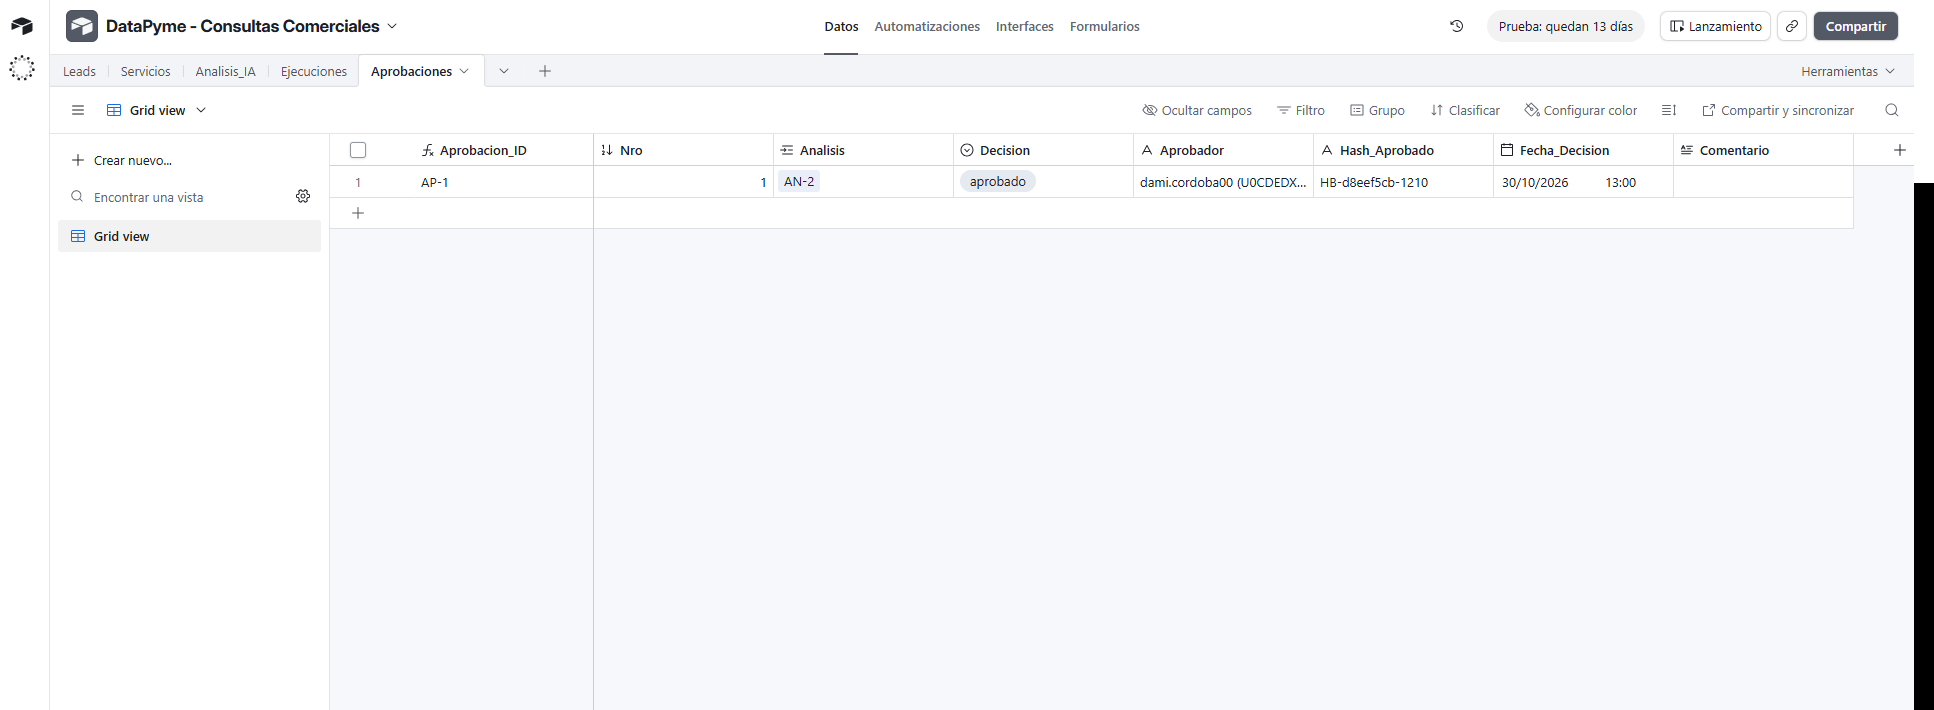 DataPyme - Consultas Comerciales
Datos Automatizaciones Interfaces Formularios
Prueba: quedan 13 días Lanzamiento Compartir
Leads Servicios Analisis_IA Ejecuciones Aprobaciones Herramientas
Grid view Ocultar campos Filtro Grupo Clasificar Configurar color Compartir y sincronizar
Crear nuevo...
Encontrar una vista
Grid view
Aprobacion_ID Nro Analisis Decision Aprobador Hash_Aprobado Fecha_Decision Comentario
1 AP-1 1 AN-2 aprobado dami.cordoba00 (U0CDEDX... HB-d8eef5cb-1210 30/10/2026 13:00